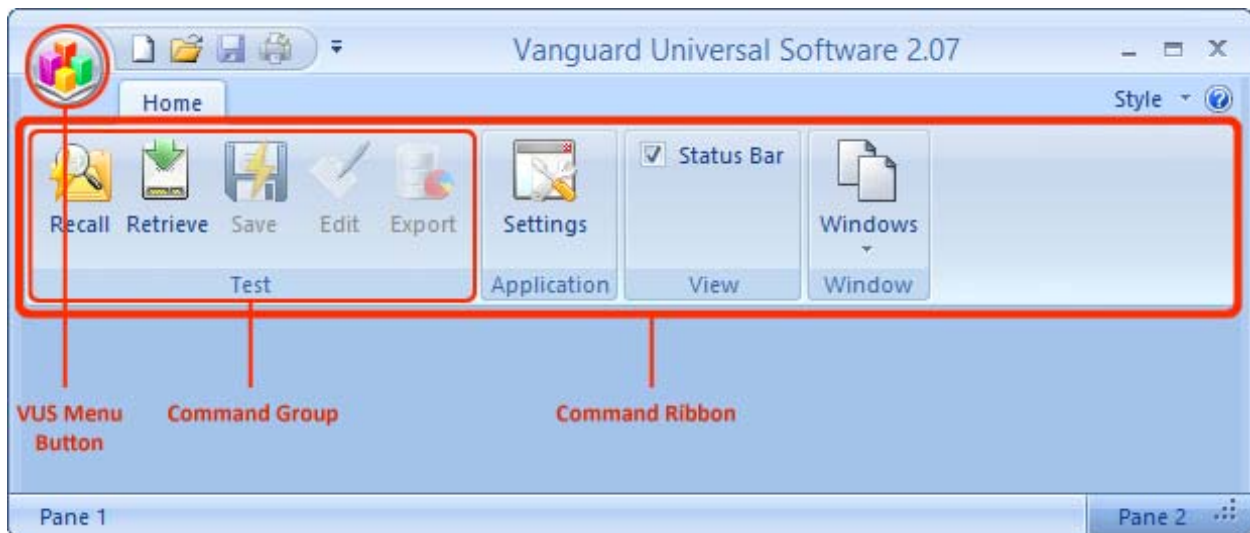 Vanguard Universal Software 2.07
Home
Style
Recall Retrieve Save Edit Export
Settings
Status Bar
Windows
Test
Application
View
Window
VUS Menu
Button
Command Group
Command Ribbon
Pane 1
Pane 2